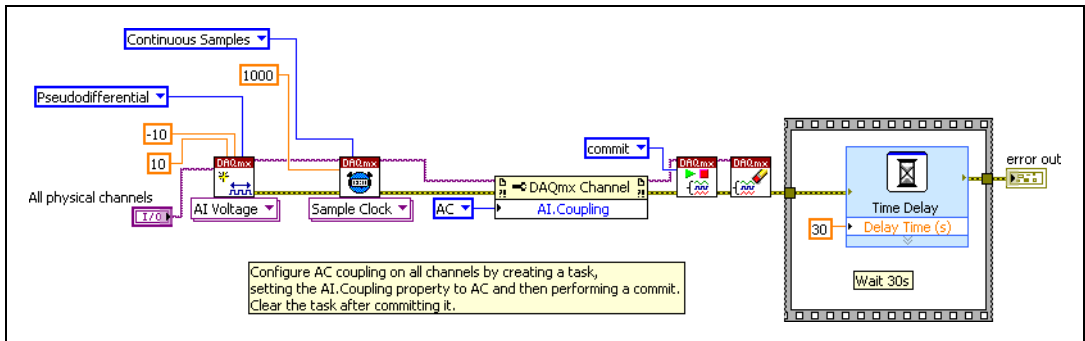 Continuous Samples
1000
Pseudodifferential
-10
10
All physical channels
I/O
DAQmx
AI Voltage
DAQmx
Sample Clock
AC
DAQmx Channel
AI.Coupling
commit
DAQmx
DAQmx
Time Delay
30
Delay Time (s)
Wait 30s
error out
Configure AC coupling on all channels by creating a task,
setting the AI.Coupling property to AC and then performing a commit.
Clear the task after committing it.